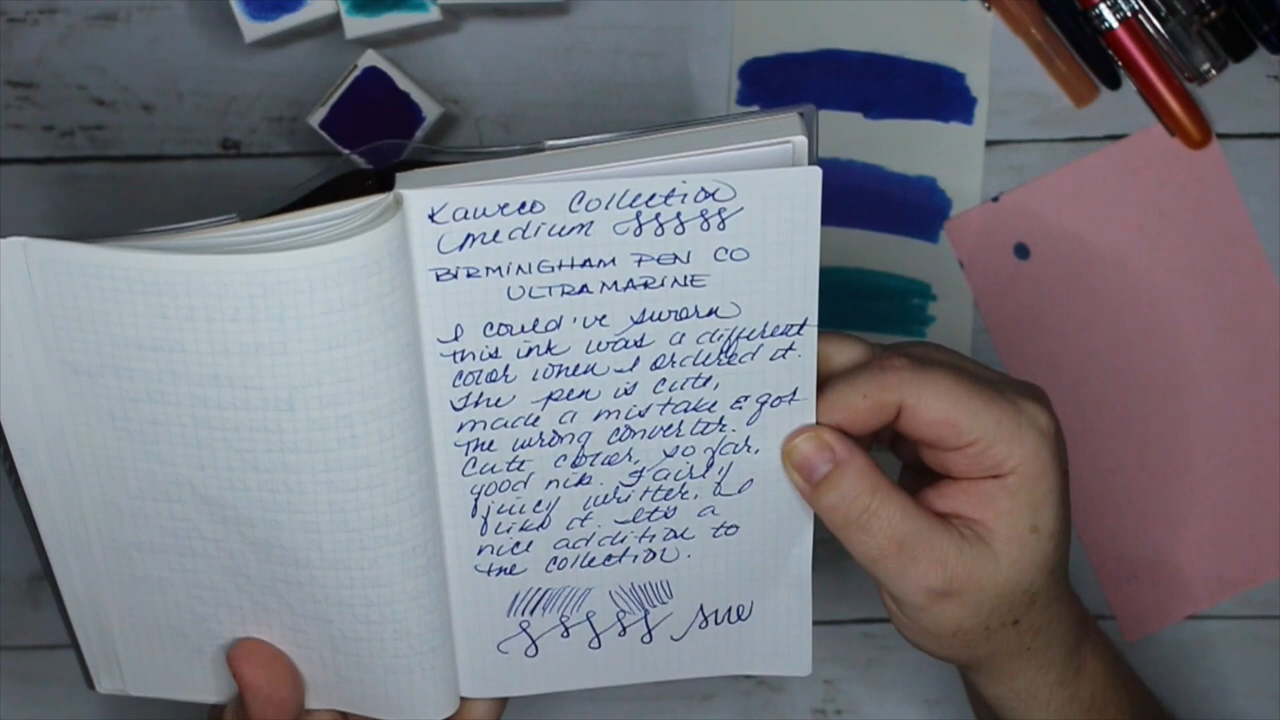 Kaweco Collection
medium
BIRMINGHAM PEN CO
ULTRAMARINE
I could've sworn
this ink was a different
color when I ordered it.
The pen is cute,
made a mistake & got
the wrong converter.
Cute color, so far,
good nib. Fairly
juicy writter, I
like it. It's a
nice addition to
the collection.
Sue